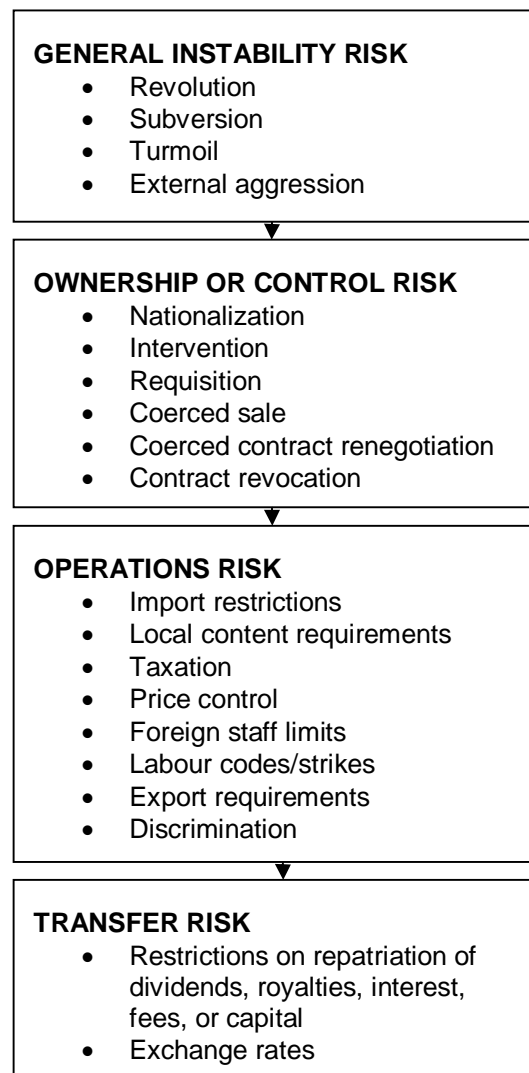 GENERAL INSTABILITY RISK
• Revolution
• Subversion
• Turmoil
• External aggression
OWNERSHIP OR CONTROL RISK
• Nationalization
• Intervention
• Requisition
• Coerced sale
• Coerced contract renegotiation
• Contract revocation
OPERATIONS RISK
• Import restrictions
• Local content requirements
• Taxation
• Price control
• Foreign staff limits
• Labour codes/strikes
• Export requirements
• Discrimination
TRANSFER RISK
• Restrictions on repatriation of
dividends, royalties, interest,
fees, or capital
• Exchange rates